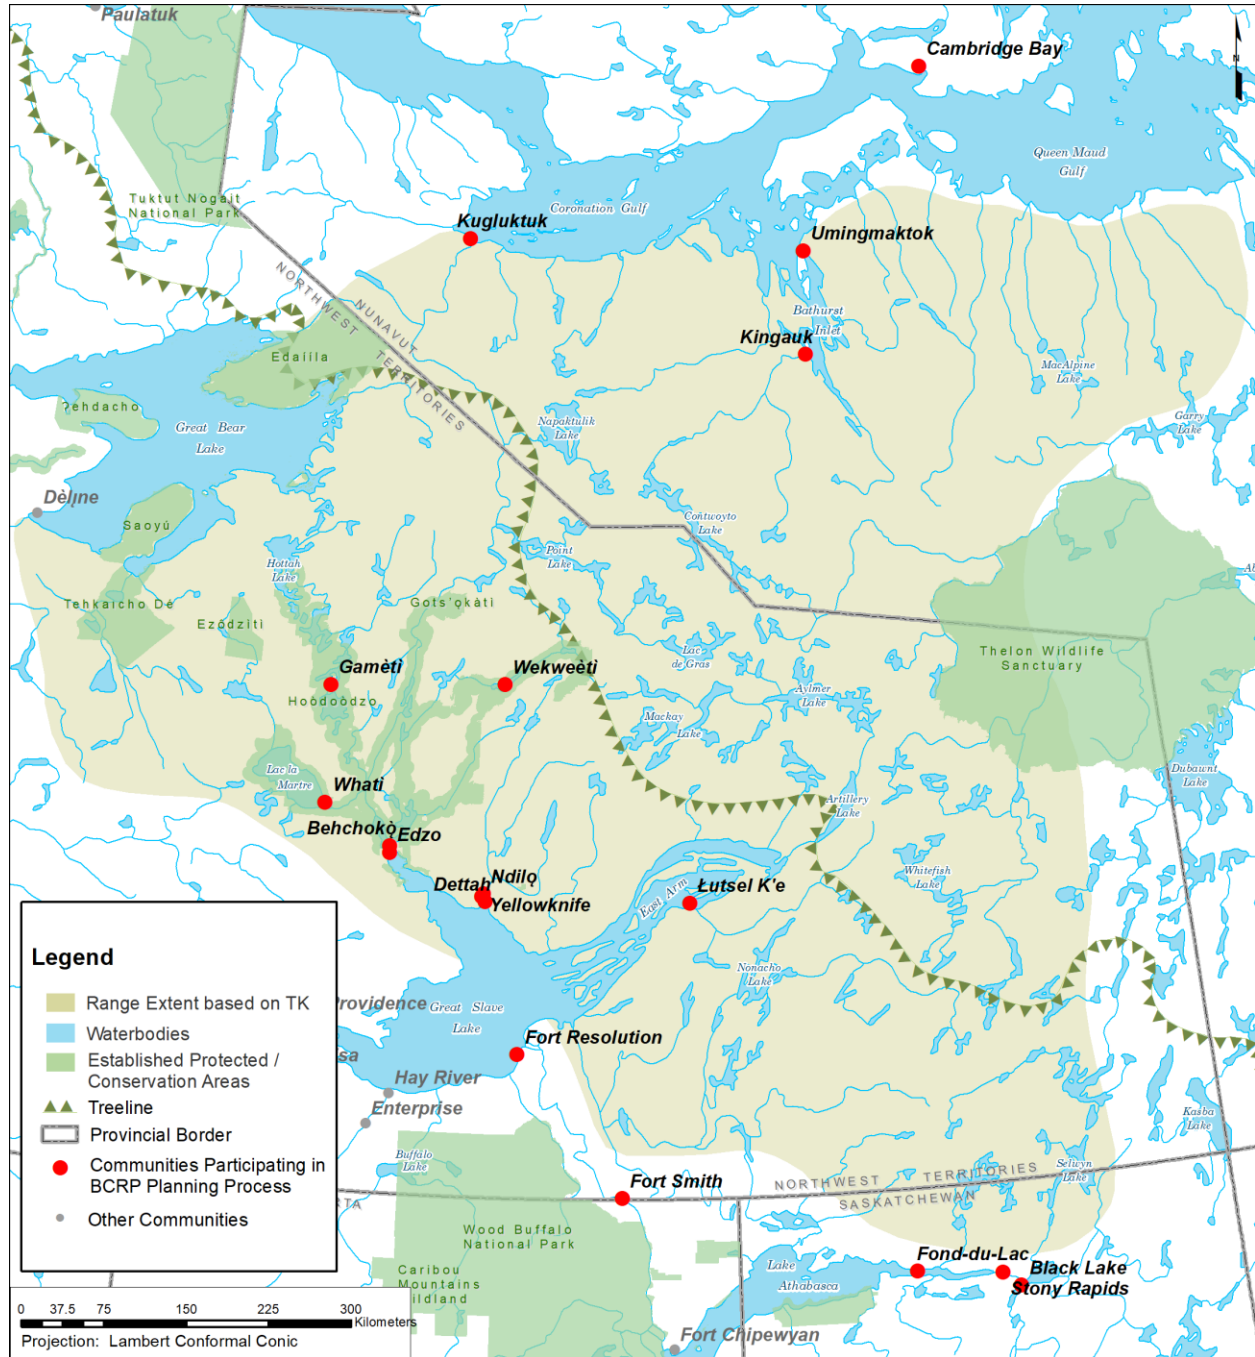 Paulatuk
Cambridge Bay
N
Queen Maud
Gulf
Tuktut Nogait
National Park
Coronation Gulf
Kugluktuk
Umingmaktok
NORTHWEST TERRITORIES
NUNAVUT
Bathurst
Inlet
Kingauk
Edaiila
MacAlpine
Lake
Ɂehdacho
Great Bear
Lake
Napaktulik
Lake
Garry
Lake
Dèlı̨ne
Saoyú
Contwoyto
Lake
Point
Lake
Hottah
Lake
Tehkaicho Dé
Ezǫ̀dzìtì
Gots'ǫkàtì
Lac
de Gras
Thelon Wildlife
Sanctuary
Gamètì
Wekweètì
Hoòdoòdzo
Aylmer
Lake
Mackay
Lake
Lac la
Martre
Whatì
Dubawnt
Lake
Artillery
Lake
Behchokò
Edzo
Whitefish
Lake
Dettah
Ndilǫ
Yellowknife
East Arm
Łutsel K'e
Nonacho
Lake
Providence
Great Slave
Lake
Fort Resolution
Hay River
Enterprise
Kasba
Lake
Buffalo
Lake
Selwyn
Lake
NORTHWEST TERRITORIES
SASKATCHEWAN
Fort Smith
Wood Buffalo
National Park
Caribou
Mountains
Lake
Athabasca
Fond-du-Lac
Black Lake
Stony Rapids
Fort Chipewyan
Legend
Range Extent based on TK
Waterbodies
Established Protected /
Conservation Areas
Treeline
Provincial Border
Communities Participating in
BCRP Planning Process
Other Communities
0 37.5 75 150 225 300
Kilometers
Projection: Lambert Conformal Conic